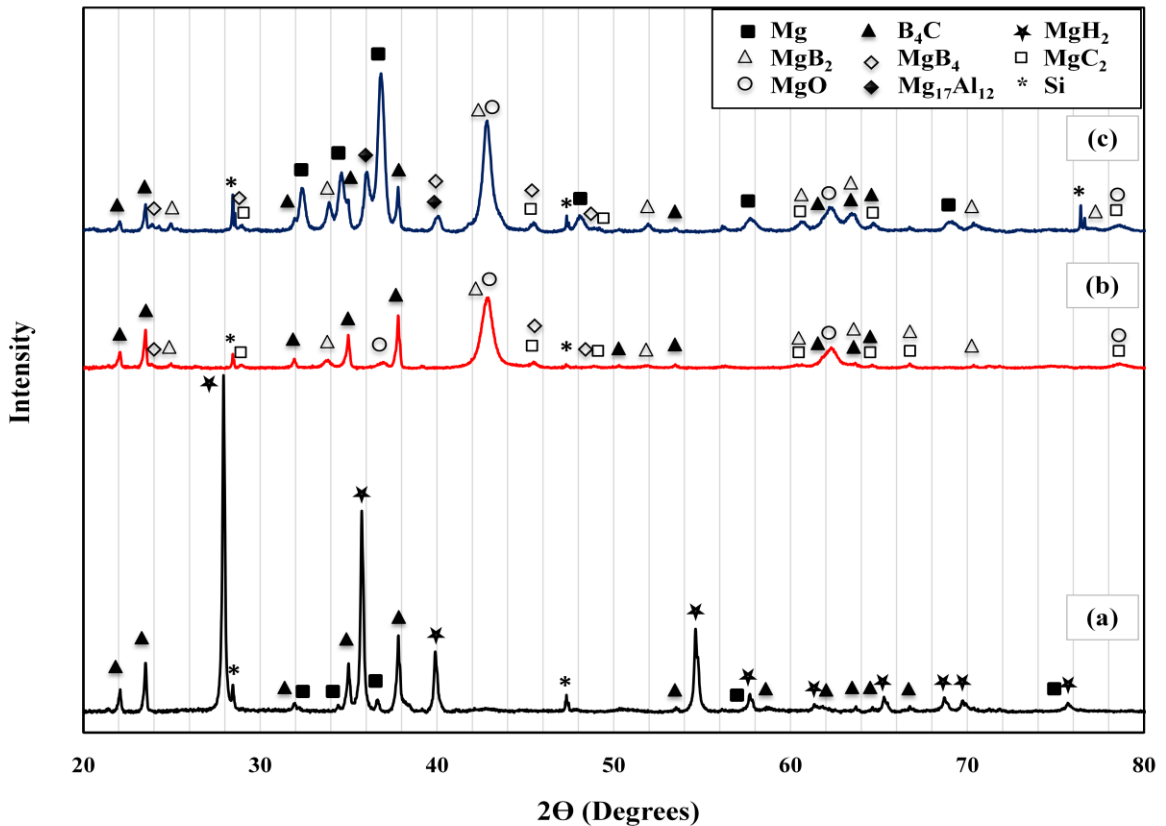 Mg B₄C MgH₂
MgB₂ MgB₄ MgC₂
MgO Mg₁₇Al₁₂ * Si
(c)
*
*
*
(b)
*
*
(a)
*
*
Intensity
20 30 40 50 60 70 80
2Θ (Degrees)